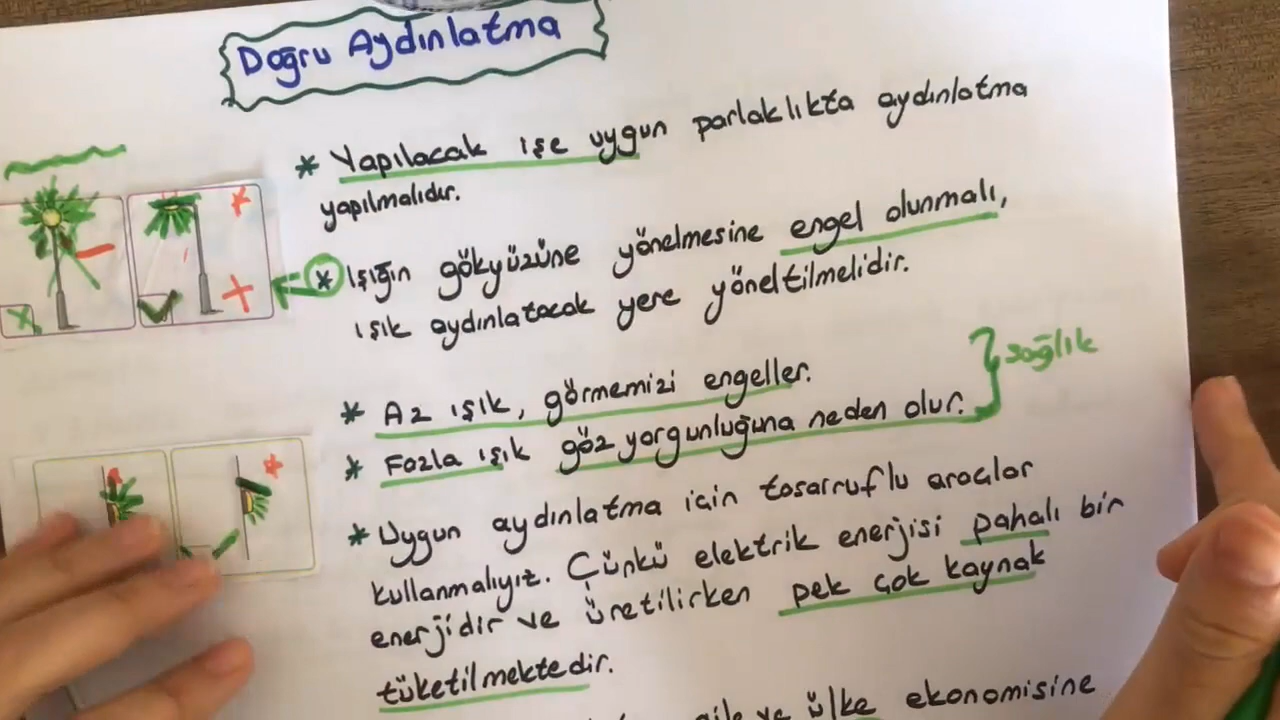 Doğru Aydınlatma
* Yapılacak işe uygun parlaklıkta aydınlatma
yapılmalıdır.
* Işığın gökyüzüne yönelmesine engel olunmalı,
ışık aydınlatacak yere yöneltilmelidir.
* Az ışık, görmemizi engeller.
* Fazla ışık göz yorgunluğuna neden olur.
sağlık
* Uygun aydınlatma için tasarruflu araçlar
kullanmalıyız. Çünkü elektrik enerjisi pahalı bir
enerjidir ve üretilirken pek çok kaynak
tüketilmektedir.
ve ülke ekonomisine